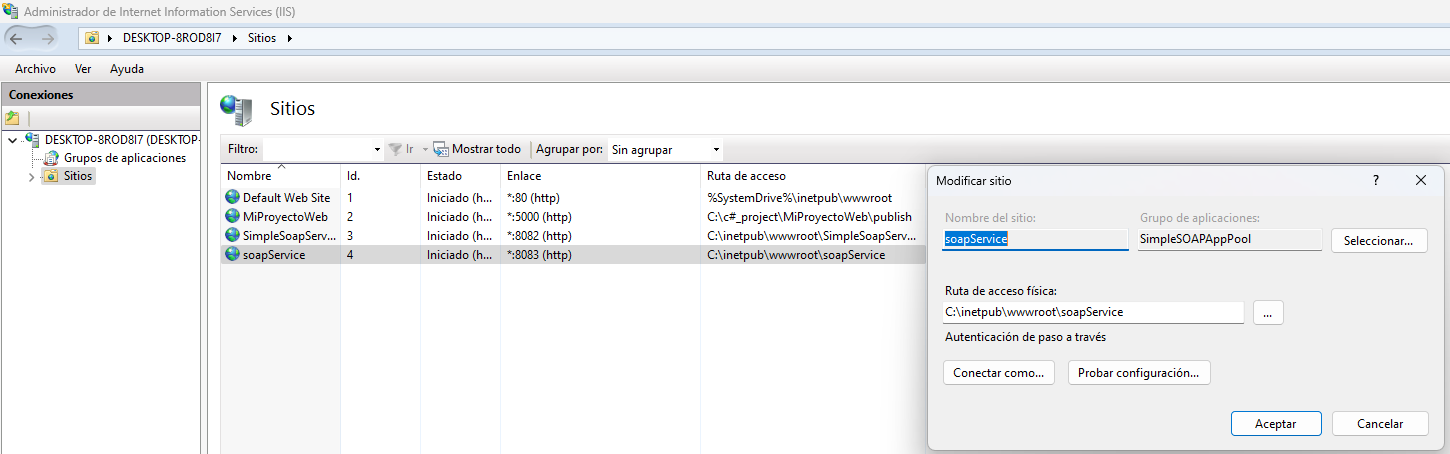 Administrador de Internet Information Services (IIS)
DESKTOP-8ROD8I7 Sitios
Archivo Ver Ayuda
Conexiones
DESKTOP-8ROD8I7 (DESKTOP-
Grupos de aplicaciones
Sitios
Sitios
Filtro: Ir Mostrar todo Agrupar por: Sin agrupar
Nombre Id. Estado Enlace Ruta de acceso
Default Web Site 1 Iniciado (h... *:80 (http) %SystemDrive%\inetpub\wwwroot
MiProyectoWeb 2 Iniciado (h... *:5000 (http) C:\c#_project\MiProyectoWeb\publish
SimpleSoapServ... 3 Iniciado (h... *:8082 (http) C:\inetpub\wwwroot\SimpleSoapServ...
soapService 4 Iniciado (h... *:8083 (http) C:\inetpub\wwwroot\soapService
Modificar sitio ?
Nombre del sitio: Grupo de aplicaciones:
soapService SimpleSOAPAppPool Seleccionar...
Ruta de acceso física:
C:\inetpub\wwwroot\soapService ...
Autenticación de paso a través
Conectar como... Probar configuración...
Aceptar Cancelar